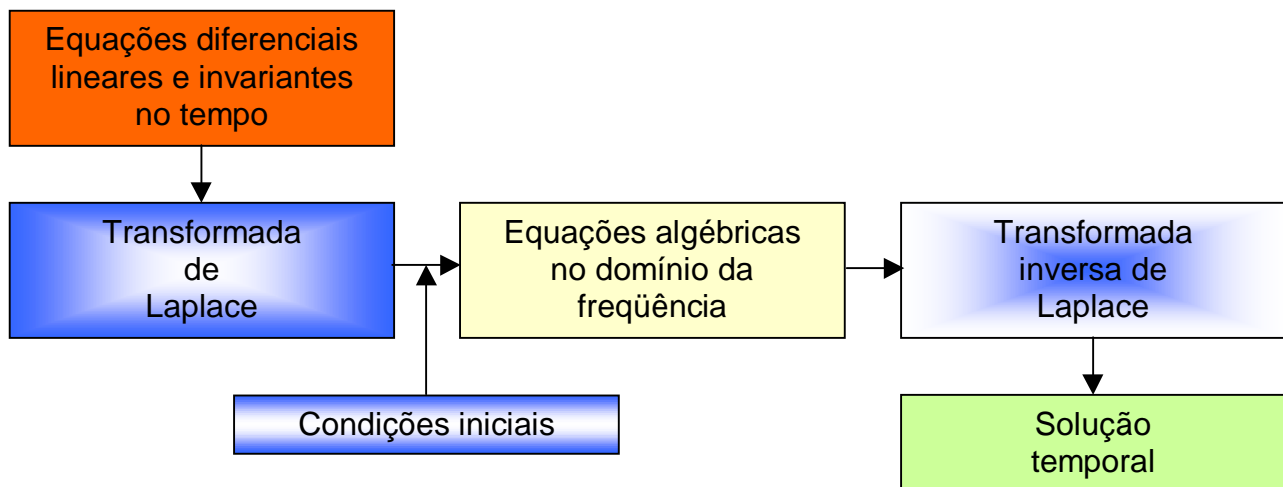 Equações diferenciais
lineares e invariantes
no tempo
Transformada
de
Laplace
Equações algébricas
no domínio da
freqüência
Transformada
inversa de
Laplace
Condições iniciais
Solução
temporal